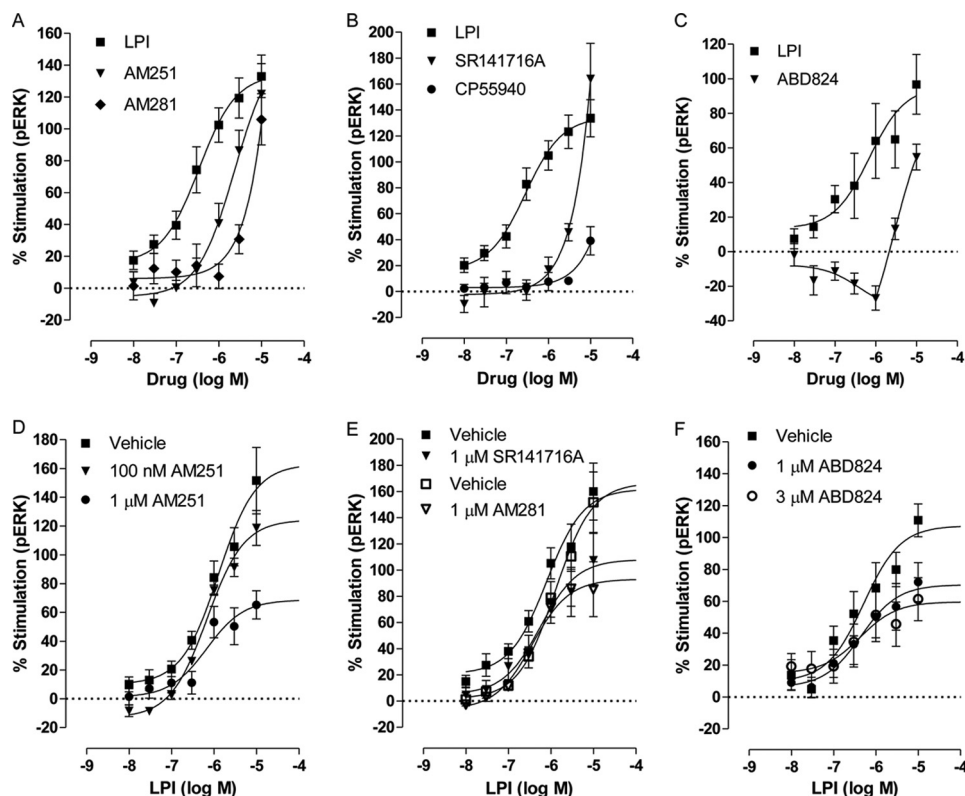 A
LPI
AM251
AM281
140
120
100
80
60
40
20
0
-20
% Stimulation (pERK)
-9 -8 -7 -6 -5 -4
Drug (log M)
B
LPI
SR141716A
CP55940
200
180
160
140
120
100
80
60
40
20
0
-20
% Stimulation (pERK)
-9 -8 -7 -6 -5 -4
Drug (log M)
C
LPI
ABD824
120
100
80
60
40
20
0
-20
-40
% Stimulation (pERK)
-9 -8 -7 -6 -5 -4
Drug (log M)
D
Vehicle
100 nM AM251
1 µM AM251
180
160
140
120
100
80
60
40
20
0
-20
% Stimulation (pERK)
-9 -8 -7 -6 -5 -4
LPI (log M)
E
Vehicle
1 µM SR141716A
Vehicle
1 µM AM281
200
180
160
140
120
100
80
60
40
20
0
-20
% Stimulation (pERK)
-9 -8 -7 -6 -5 -4
LPI (log M)
F
Vehicle
1 µM ABD824
3 µM ABD824
160
140
120
100
80
60
40
20
0
-20
% Stimulation (pERK)
-9 -8 -7 -6 -5 -4
LPI (log M)